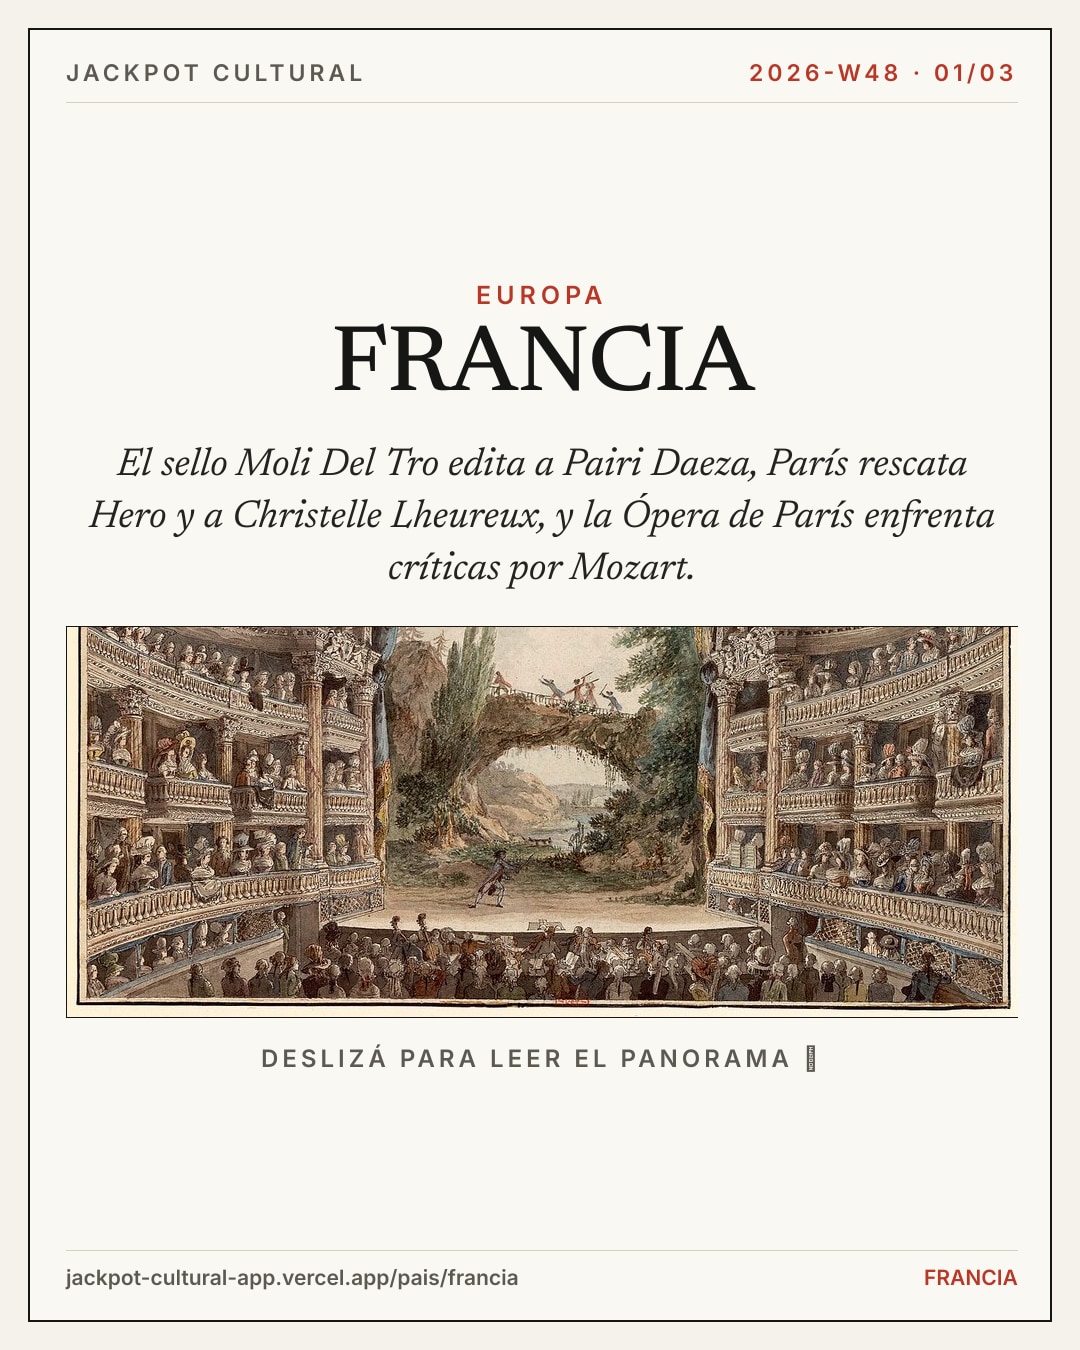 JACKPOT CULTURAL
2026-W48 · 01/03
EUROPA
FRANCIA
El sello Moli Del Tro edita a Pairi Daeza, París rescata
Hero y a Christelle Lheureux, y la Ópera de París enfrenta
críticas por Mozart.
DESLIZÁ PARA LEER EL PANORAMA
jackpot-cultural-app.vercel.app/pais/francia
FRANCIA